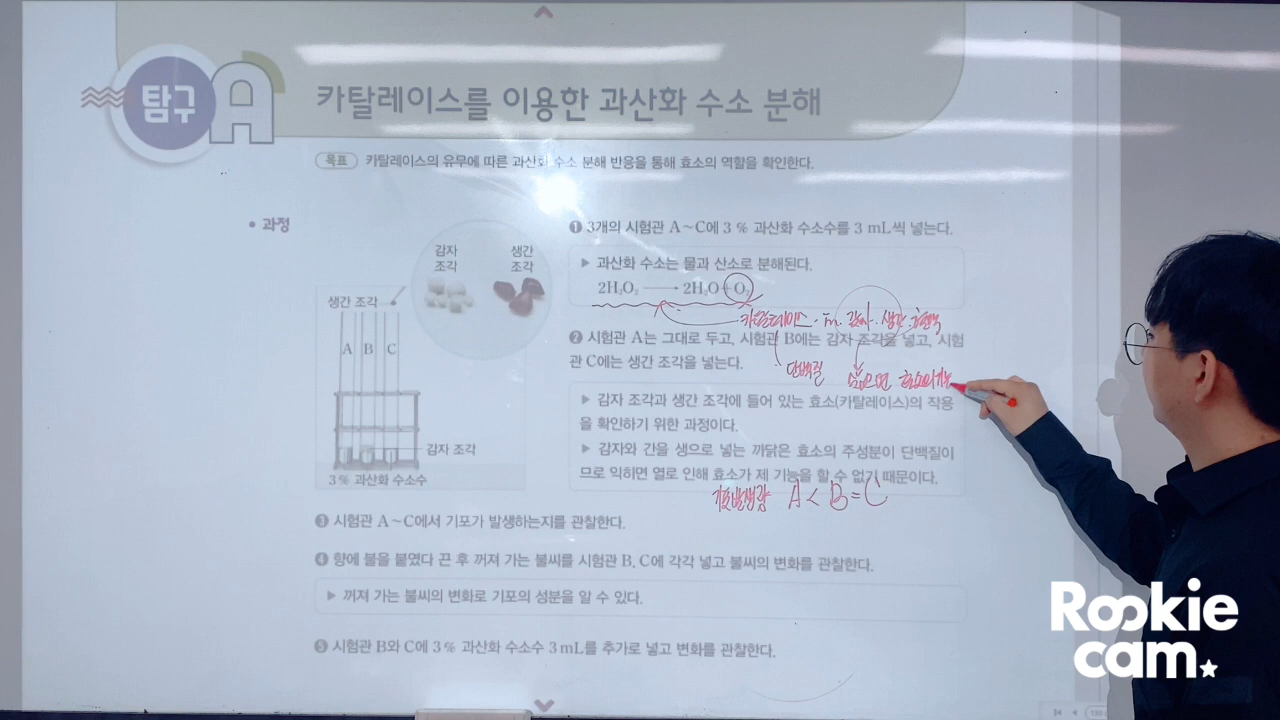 탐구 A
카탈레이스를 이용한 과산화 수소 분해
목표 카탈레이스의 유무에 따른 과산화 수소 분해 반응을 통해 효소의 역할을 확인한다.
• 과정
감자 조각
생간 조각
생간 조각
A B C
감자 조각
3 % 과산화 수소수
❶ 3개의 시험관 A~C에 3 % 과산화 수소수를 3 mL씩 넣는다.
▶ 과산화 수소는 물과 산소로 분해된다.
2H₂O₂ → 2H₂O+O₂
카탈레이스 · in 감자 · 생간
❷ 시험관 A는 그대로 두고, 시험관 B에는 감자 조각을 넣고, 시험
관 C에는 생간 조각을 넣는다.
단백질
▶ 감자 조각과 생간 조각에 들어 있는 효소(카탈레이스)의 작용
을 확인하기 위한 과정이다.
▶ 감자와 간을 생으로 넣는 까닭은 효소의 주성분이 단백질이
므로 익히면 열로 인해 효소가 제 기능을 할 수 없기 때문이다.
기포발생량 A < B = C
❸ 시험관 A~C에서 기포가 발생하는지를 관찰한다.
❹ 향에 불을 붙였다 끈 후 꺼져 가는 불씨를 시험관 B, C에 각각 넣고 불씨의 변화를 관찰한다.
▶ 꺼져 가는 불씨의 변화로 기포의 성분을 알 수 있다.
❺ 시험관 B와 C에 3 % 과산화 수소수 3 mL를 추가로 넣고 변화를 관찰한다.
Rookie
cam.